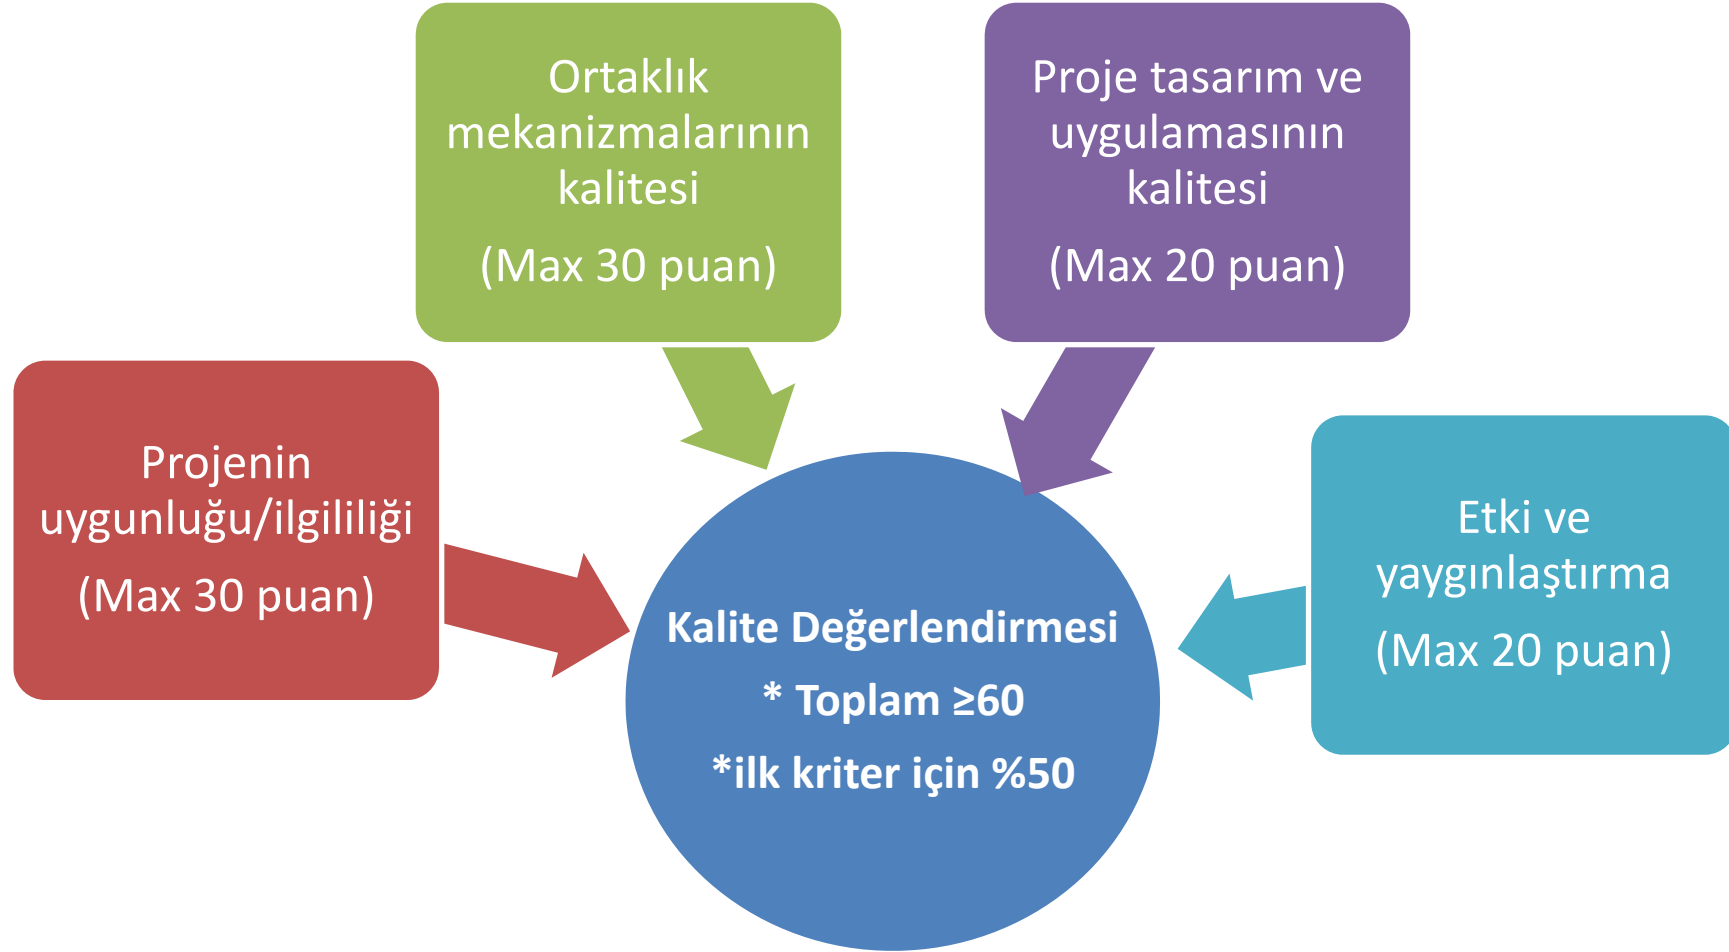 Ortaklık
mekanizmalarının
kalitesi
(Max 30 puan)
Proje tasarım ve
uygulamasının
kalitesi
(Max 20 puan)
Projenin
uygunluğu/ilgililiği
(Max 30 puan)
Etki ve
yaygınlaştırma
(Max 20 puan)
Kalite Değerlendirmesi
* Toplam ≥60
*ilk kriter için %50